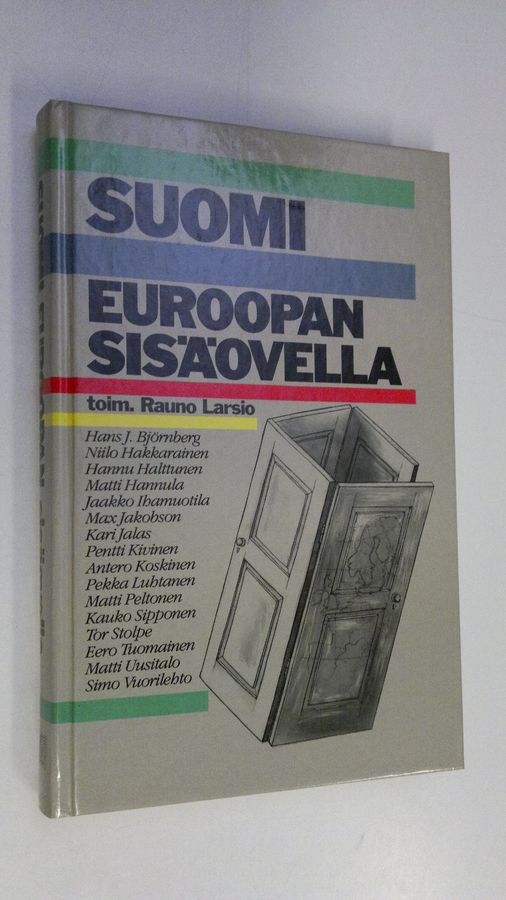 SUOMI
EUROOPAN
SISÄOVELLA
toim. Rauno Larsio
Hans J. Björnberg
Niilo Hakkarainen
Hannu Halttunen
Matti Hannula
Jaakko Ihamuotila
Max Jakobson
Kari Jalas
Pentti Kivinen
Antero Koskinen
Pekka Luhtanen
Matti Peltonen
Kauko Sipponen
Tor Stolpe
Eero Tuomainen
Matti Uusitalo
Simo Vuorilehto